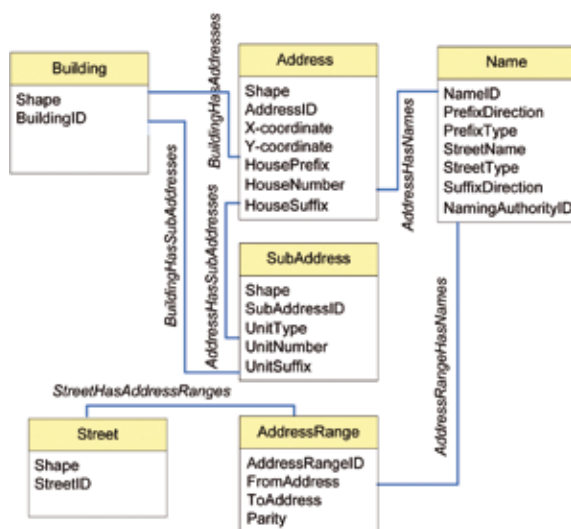 Building
Shape
BuildingID
BuildingHasAddresses
Address
Shape
AddressID
X-coordinate
Y-coordinate
HousePrefix
HouseNumber
HouseSuffix
AddressHasNames
Name
NameID
PrefixDirection
PrefixType
StreetName
StreetType
SuffixDirection
NamingAuthorityID
BuildingHasSubAddresses
AddressHasSubAddresses
SubAddress
Shape
SubAddressID
UnitType
UnitNumber
UnitSuffix
AddressRangeHasNames
StreetHasAddressRanges
Street
Shape
StreetID
AddressRange
AddressRangeID
FromAddress
ToAddress
Parity